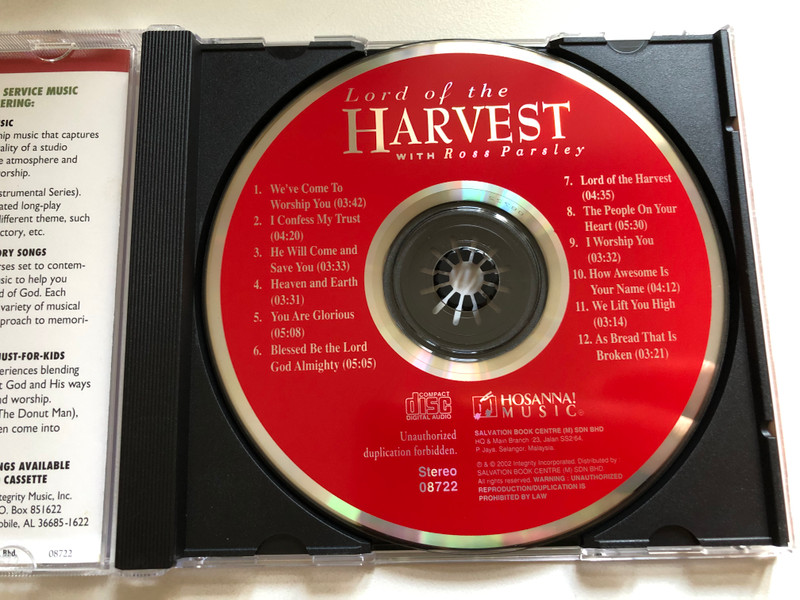 SERVICE MUSIC
ERING:
SIC
hip music that captures
ality of a studio
e atmosphere and
orship.
strumental Series).
ated long-play
different theme, such
ctory, etc.
ORY SONGS
rses set to contem-
usic to help you
d of God. Each
variety of musical
proach to memori-
JUST-FOR-KIDS
periences blending
t God and His ways
nd worship.
The Donut Man),
en come into
NGS AVAILABLE
CASSETTE
tegrity Music, Inc.
O. Box 851622
obile, AL 36685-1622
Bhd. 08722
Lord of the
HARVEST
WITH Ross Parsley
1. We've Come To
Worship You (03:42)
2. I Confess My Trust
(04:20)
3. He Will Come and
Save You (03:33)
4. Heaven and Earth
(03:31)
5. You Are Glorious
(05:08)
6. Blessed Be the Lord
God Almighty (05:05)
7. Lord of the Harvest
(04:35)
8. The People On Your
Heart (05:30)
9. I Worship You
(03:32)
10. How Awesome Is
Your Name (04:12)
11. We Lift You High
(03:14)
12. As Bread That Is
Broken (03:21)
COMPACT
disc
DIGITAL AUDIO
Unauthorized
duplication forbidden.
Stereo
08722
HOSANNA!
MUSIC®
SALVATION BOOK CENTRE (M) SDN BHD
HQ & Main Branch 23, Jalan SS2/64,
P. Jaya, Selangor, Malaysia.
℗ & © 2002 Integrity Incorporated. Distributed by
SALVATION BOOK CENTRE (M) SDN BHD.
All rights reserved. WARNING : UNAUTHORIZED
REPRODUCTION/DUPLICATION IS
PROHIBITED BY LAW